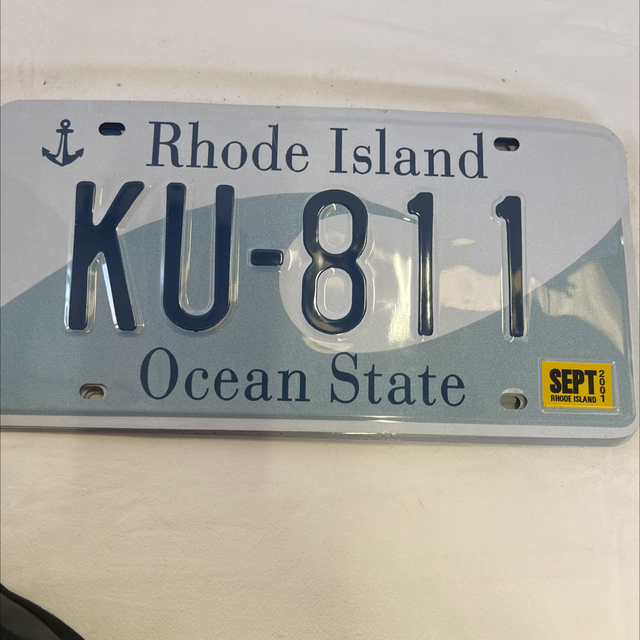 Rhode Island
KU-811
Ocean State
SEPT 2001
RHODE ISLAND